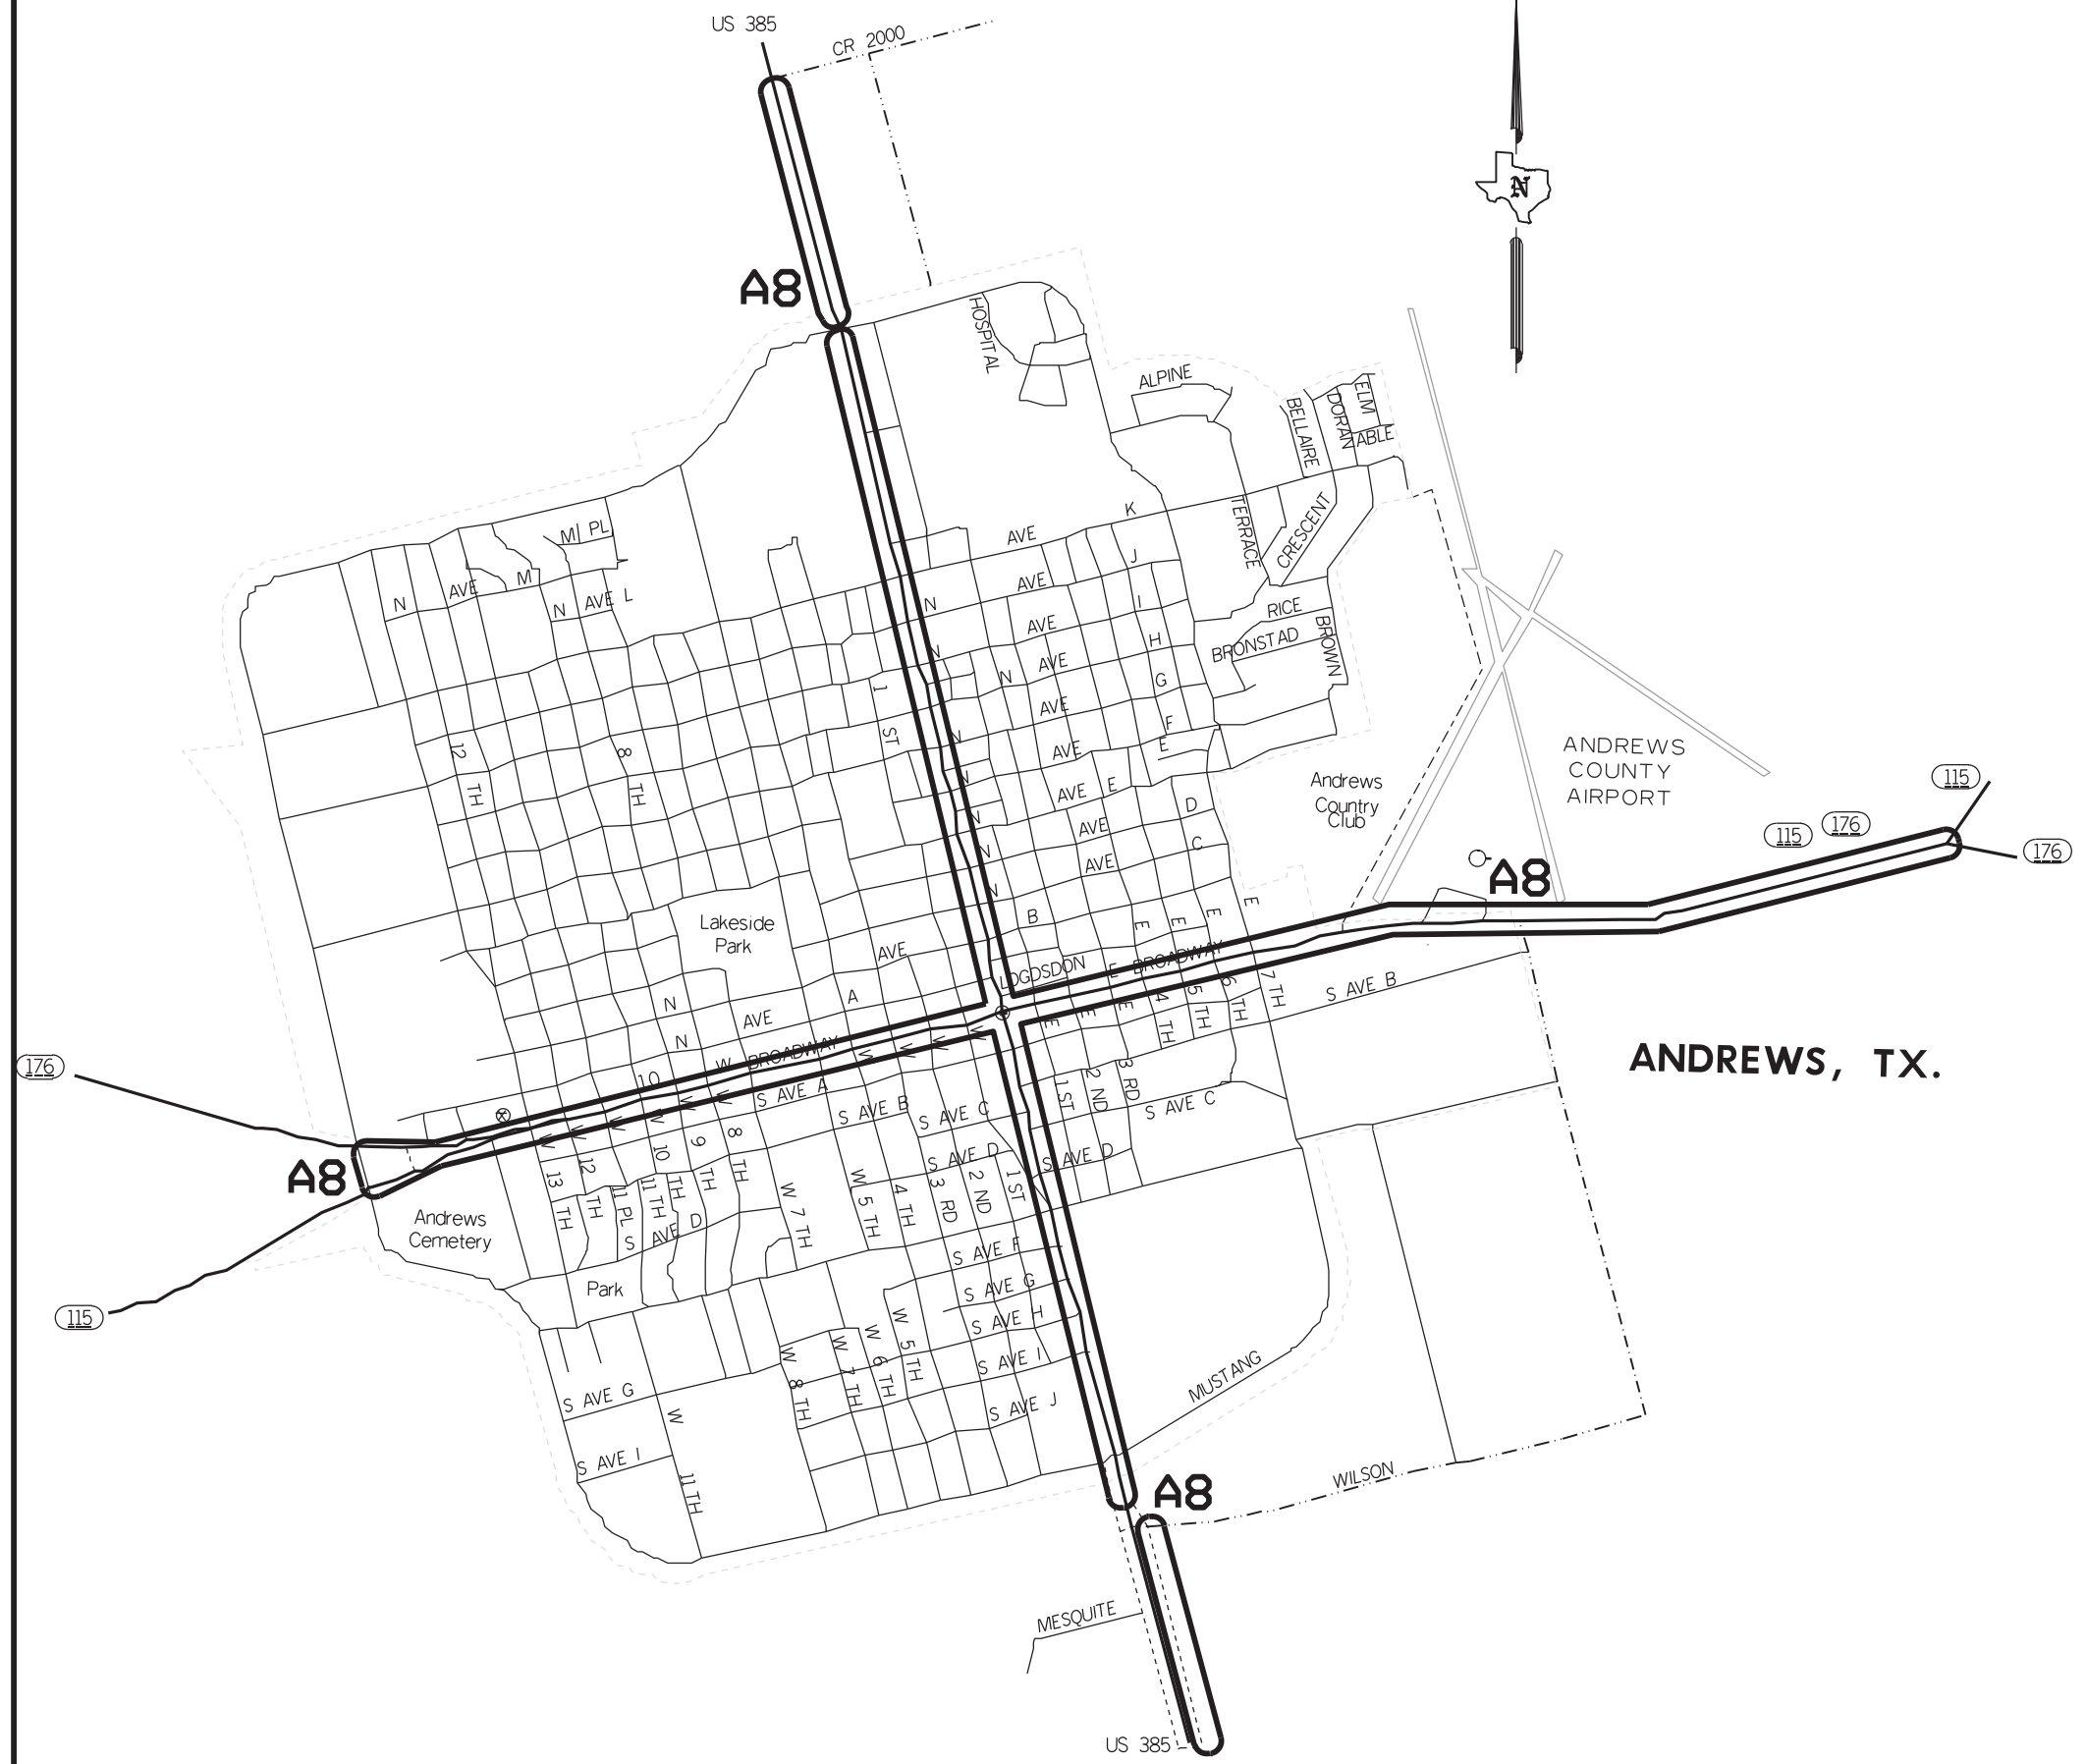 US 385
CR 2000
N
A8
HOSPITAL
ALPINE
BELLAIRE
DORAN
ELM
ABLE
K
AVE
TERRACE
CRESCENT
M PL
N AVE M
N AVE L
J
AVE
N
I
AVE
RICE
BRONSTAD
BROWN
H
AVE
N
N
G
AVE
1 ST
F
AVE
E
N
12 TH
8 TH
ANDREWS
COUNTY
AIRPORT
Andrews
Country
Club
115
AVE E
N
D
AVE
N
115
176
176
C
AVE
N
A8
N
B
E
E
E
E
Lakeside
Park
AVE
LOGDSDON
E BROADWAY
A
N
AVE
N
4 TH
5 TH
6 TH
7 TH
S AVE B
E
E
E
ANDREWS, TX.
176
10
W BROADWAY
W
W
W
W
S AVE A
S AVE B
S AVE C
1 ST
2 ND
3 RD
S AVE C
W
W
W
W
W
W
13 TH
12 TH
11 PL
11 TH
10 TH
9 TH
8 TH
S AVE D
S AVE D
A8
W 7 TH
W 5 TH
4 TH
3 RD
2 ND
1 ST
S AVE D
Andrews
Cemetery
Park
115
S AVE F
S AVE G
S AVE H
S AVE I
S AVE J
W 8 TH
W 7 TH
W 6 TH
W 5 TH
S AVE G
S AVE I
W 11 TH
MUSTANG
A8
WILSON
MESQUITE
US 385